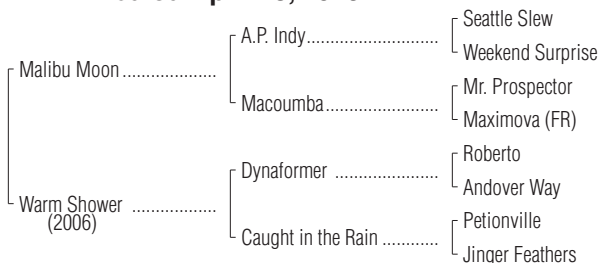 Seattle Slew
A.P. Indy
Weekend Surprise
Malibu Moon
Mr. Prospector
Macoumba
Maximova (FR)
Roberto
Dynaformer
Andover Way
Warm Shower
(2006)
Petionville
Caught in the Rain
Jinger Feathers